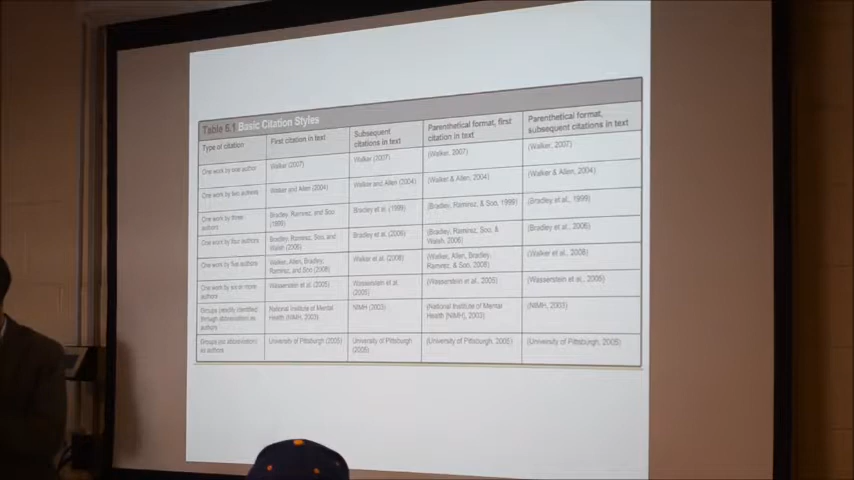 Table 6.1 Basic Citation Styles
Type of citation
First citation in text
Subsequent
citations in text
Parenthetical format, first
citation in text
Parenthetical format,
subsequent citations in text
One work by one author
Walker (2007)
Walker (2007)
(Walker, 2007)
(Walker, 2007)
One work by two authors
Walker and Allen (2004)
Walker and Allen (2004)
(Walker & Allen, 2004)
(Walker & Allen, 2004)
One work by three
authors
Bradley, Ramirez, and Soo
(1999)
Bradley et al. (1999)
(Bradley, Ramirez, & Soo, 1999)
(Bradley et al., 1999)
One work by four authors
Bradley, Ramirez, Soo, and
Walsh (2006)
Bradley et al. (2006)
(Bradley, Ramirez, Soo, &
Walsh, 2006)
(Bradley et al., 2006)
One work by five authors
Walker, Allen, Bradley,
Ramirez, and Soo (2008)
Walker et al. (2008)
(Walker, Allen, Bradley,
Ramirez, & Soo, 2008)
(Walker et al., 2008)
One work by six or more
authors
Wasserstein et al. (2005)
Wasserstein et al.
(2005)
(Wasserstein et al., 2005)
(Wasserstein et al., 2005)
Groups (readily identified
through abbreviation) as
authors
National Institute of Mental
Health (NIMH, 2003)
NIMH (2003)
(National Institute of Mental
Health [NIMH], 2003)
(NIMH, 2003)
Groups (no abbreviation)
as authors
University of Pittsburgh (2005)
University of Pittsburgh
(2005)
(University of Pittsburgh, 2005)
(University of Pittsburgh, 2005)